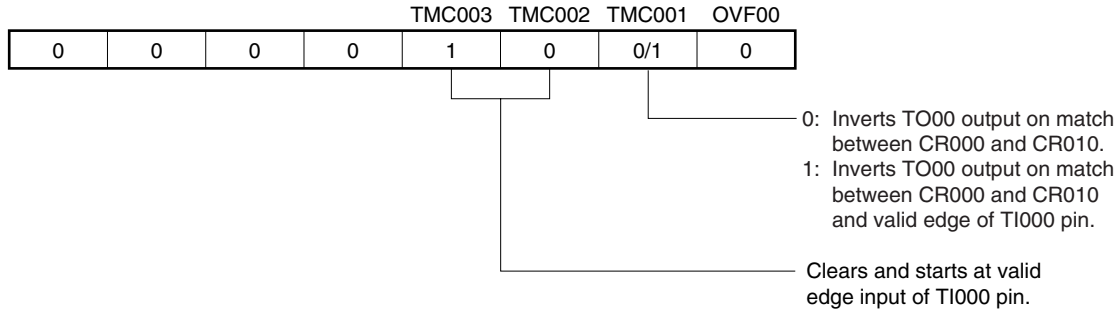 TMC003 TMC002 TMC001 OVF00
0 0 0 0 1 0 0/1 0
0: Inverts TO00 output on match
between CR000 and CR010.
1: Inverts TO00 output on match
between CR000 and CR010
and valid edge of TI000 pin.
Clears and starts at valid
edge input of TI000 pin.